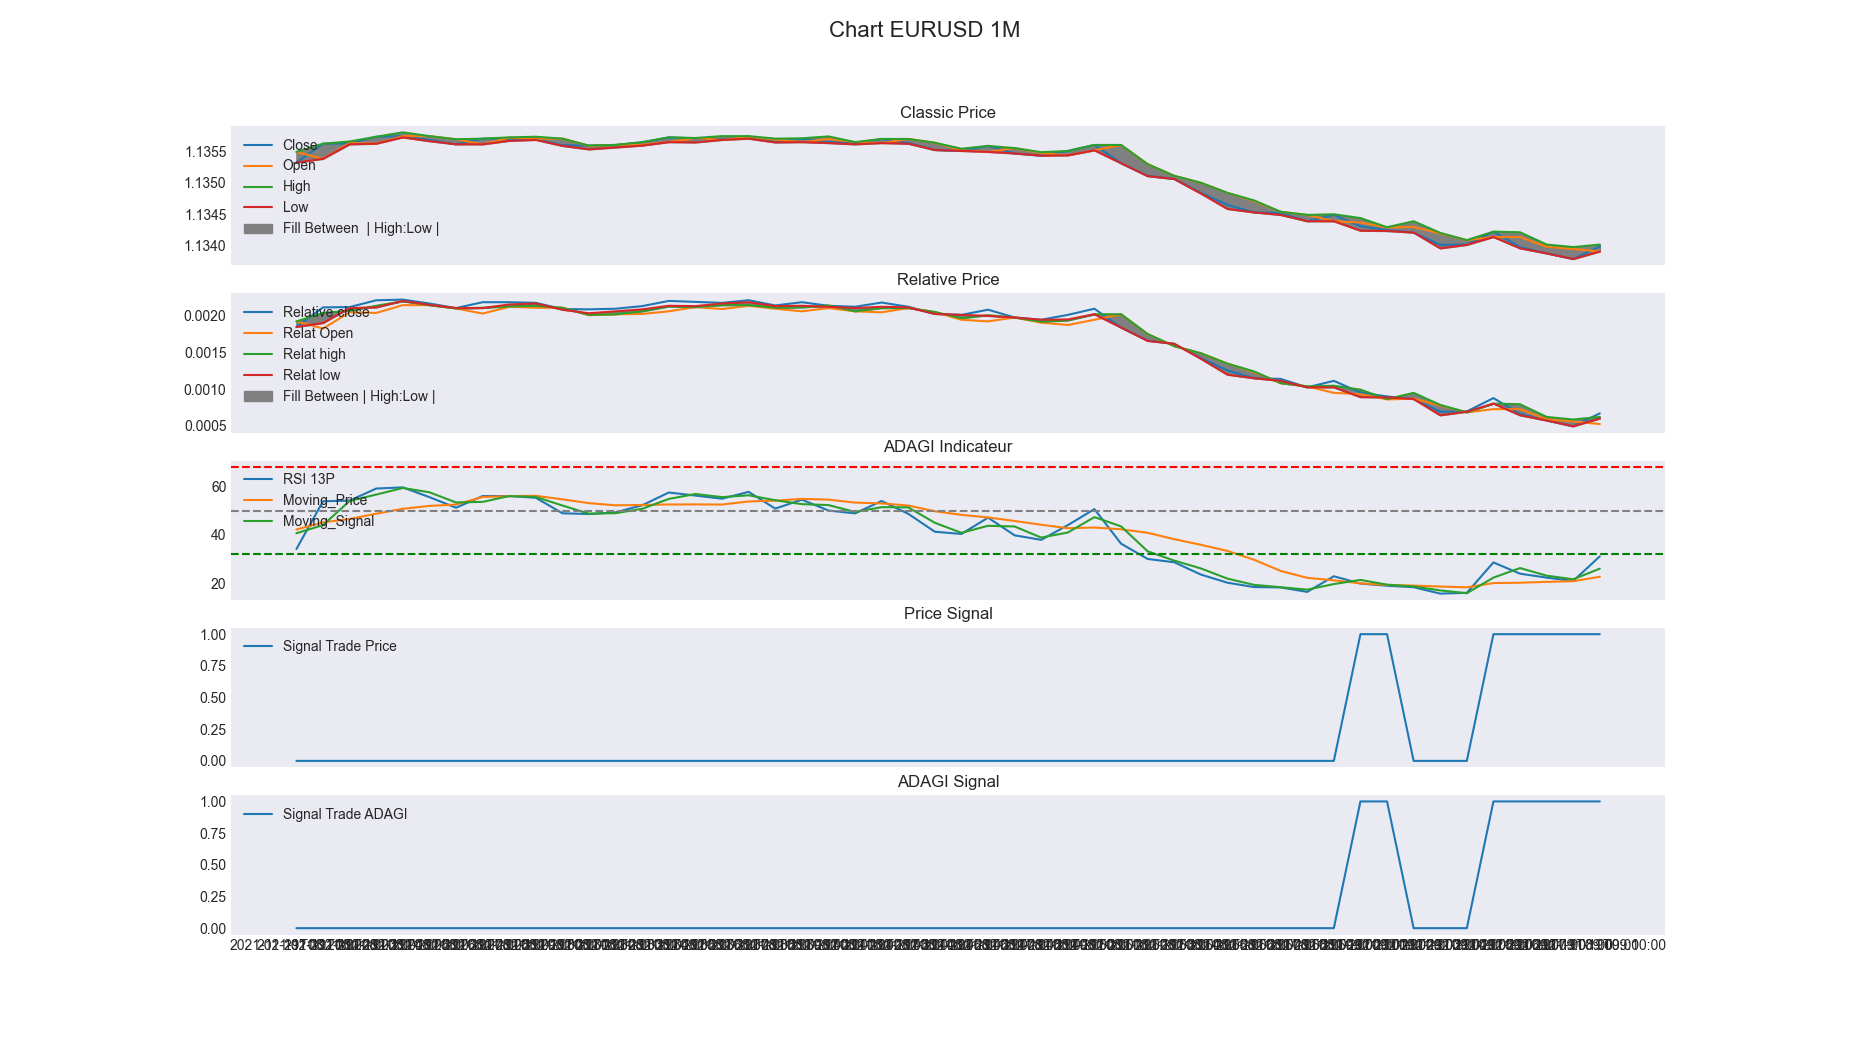 Chart EURUSD 1M
Classic Price
1.1355
1.1350
1.1345
1.1340
Close
Open
High
Low
Fill Between | High:Low |
Relative Price
0.0020
0.0015
0.0010
0.0005
Relative close
Relat Open
Relat high
Relat low
Fill Between | High:Low |
ADAGI Indicateur
60
40
20
RSI 13P
Moving_Price
Moving_Signal
Price Signal
1.00
0.75
0.50
0.25
0.00
Signal Trade Price
ADAGI Signal
1.00
0.75
0.50
0.25
0.00
Signal Trade ADAGI